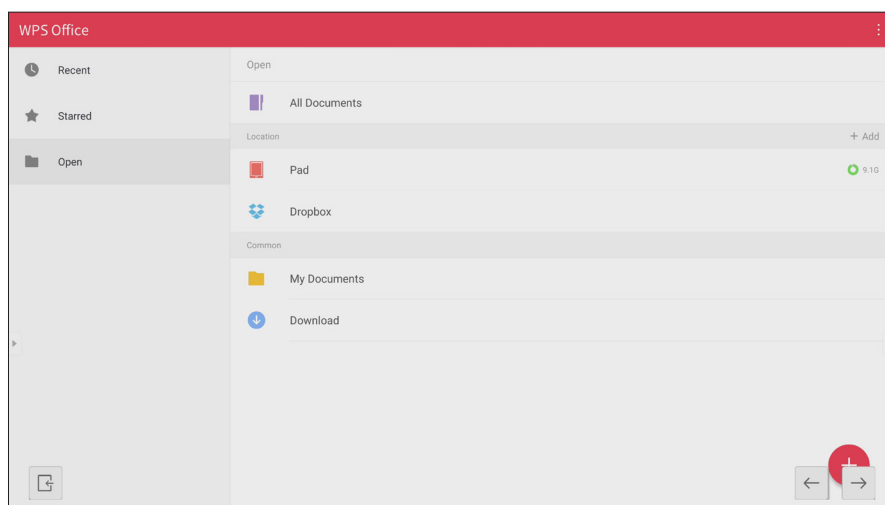 WPS Office
Recent
Starred
Open
Open
All Documents
Location
+ Add
Pad
9.1G
Dropbox
Common
My Documents
Download